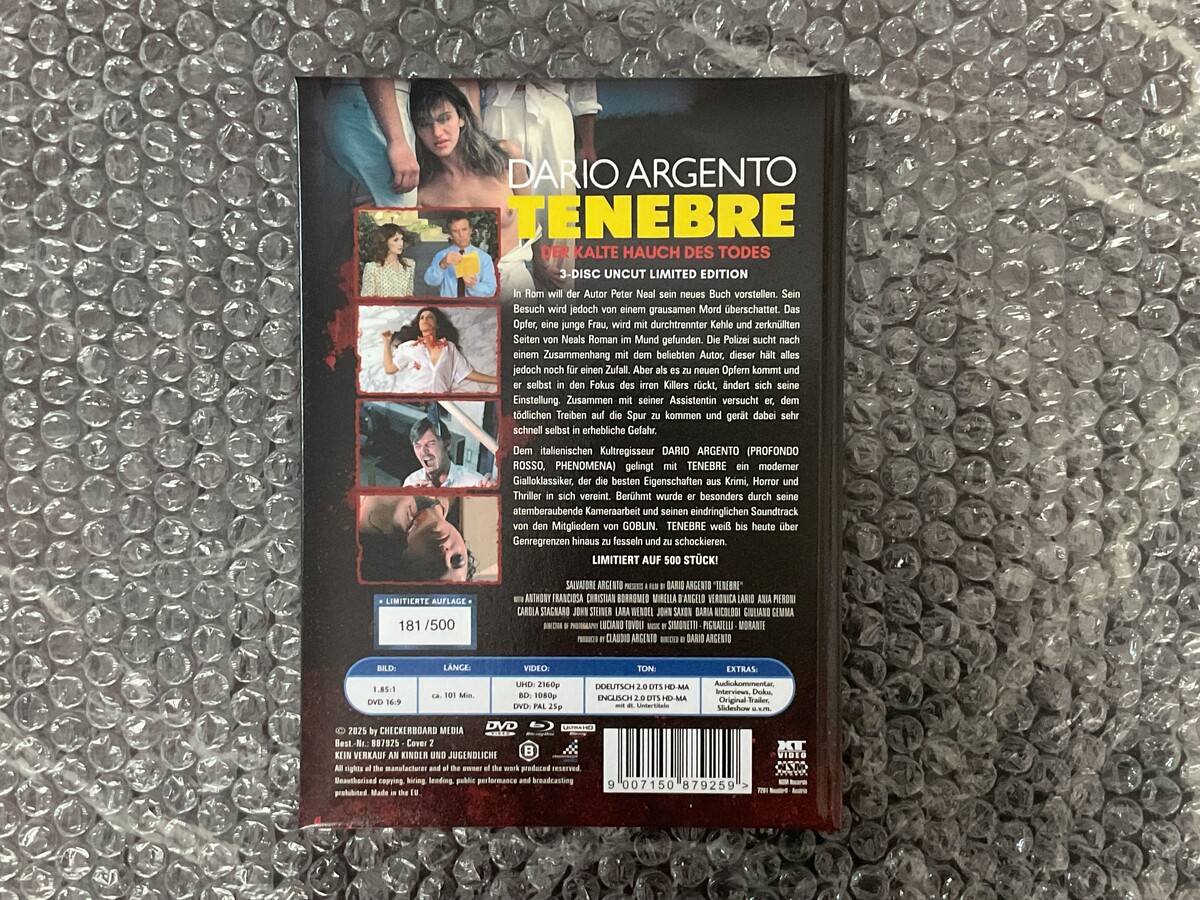 DARIO ARGENTO
TENEBRE
DER KALTE HAUCH DES TODES
3-DISC UNCUT LIMITED EDITION
In Rom will der Autor Peter Neal sein neues Buch vorstellen. Sein
Besuch wird jedoch von einem grausamen Mord überschattet. Das
Opfer, eine junge Frau, wird mit durchtrennter Kehle und zerknüllten
Seiten von Neals Roman im Mund gefunden. Die Polizei sucht nach
einem Zusammenhang mit dem beliebten Autor, dieser hält alles
jedoch noch für einen Zufall. Aber als es zu neuen Opfern kommt und
er selbst in den Fokus des irren Killers rückt, ändert sich seine
Einstellung. Zusammen mit seiner Assistentin versucht er, dem
tödlichen Treiben auf die Spur zu kommen und gerät dabei sehr
schnell selbst in erhebliche Gefahr.
Dem italienischen Kultregisseur DARIO ARGENTO (PROFONDO
ROSSO, PHENOMENA) gelingt mit TENEBRE ein moderner
Gialloklassiker, der die besten Eigenschaften aus Krimi, Horror und
Thriller in sich vereint. Berühmt wurde er besonders durch seine
atemberaubende Kameraarbeit und seinen eindringlichen Soundtrack
von den Mitgliedern von GOBLIN. TENEBRE weiß bis heute über
Genregrenzen hinaus zu fesseln und zu schockieren.
LIMITIERT AUF 500 STÜCK!
SALVATORE ARGENTO PRESENTS A FILM BY DARIO ARGENTO "TENEBRE"
WITH ANTHONY FRANCIOSA CHRISTIAN BORROMEO MIRELLA D'ANGELO VERONICA LARIO ANIA PIERONI
CAROLA STAGNARO JOHN STEINER LARA WENDEL JOHN SAXON DARIA NICOLODI GIULIANO GEMMA
DIRECTOR OF PHOTOGRAPHY LUCIANO TOVOLI MUSIC BY SIMONETTI - PIGNATELLI - MORANTE
PRODUCED BY CLAUDIO ARGENTO DIRECTED BY DARIO ARGENTO
LIMITIERTE AUFLAGE
181/500
BILD: LÄNGE: VIDEO: TON: EXTRAS:
1.85:1
DVD 16:9
ca. 101 Min.
UHD: 2160p
BD: 1080p
DVD: PAL 25p
DDEUTSCH 2.0 DTS HD-MA
ENGLISCH 2.0 DTS HD-MA
mit dt. Untertiteln
Audiokommentar,
Interviews, Doku,
Original-Trailer,
Slideshow u.v.m.
© 2025 by CHECKERBOARD MEDIA
Best.-Nr.: 887925 - Cover 2
KEIN VERKAUF AN KINDER UND JUGENDLICHE
All rights of the manufacturer and of the owner of the work produced reserved.
Unauthorised copying, hiring, lending, public performance and broadcasting
prohibited. Made in the EU.
DVD VIDEO
Blu-ray Disc
ULTRA HD Blu-ray
B
9 007150 879259 >
XT
VIDEO
NSM Records
7291 Neudörfl - Austria